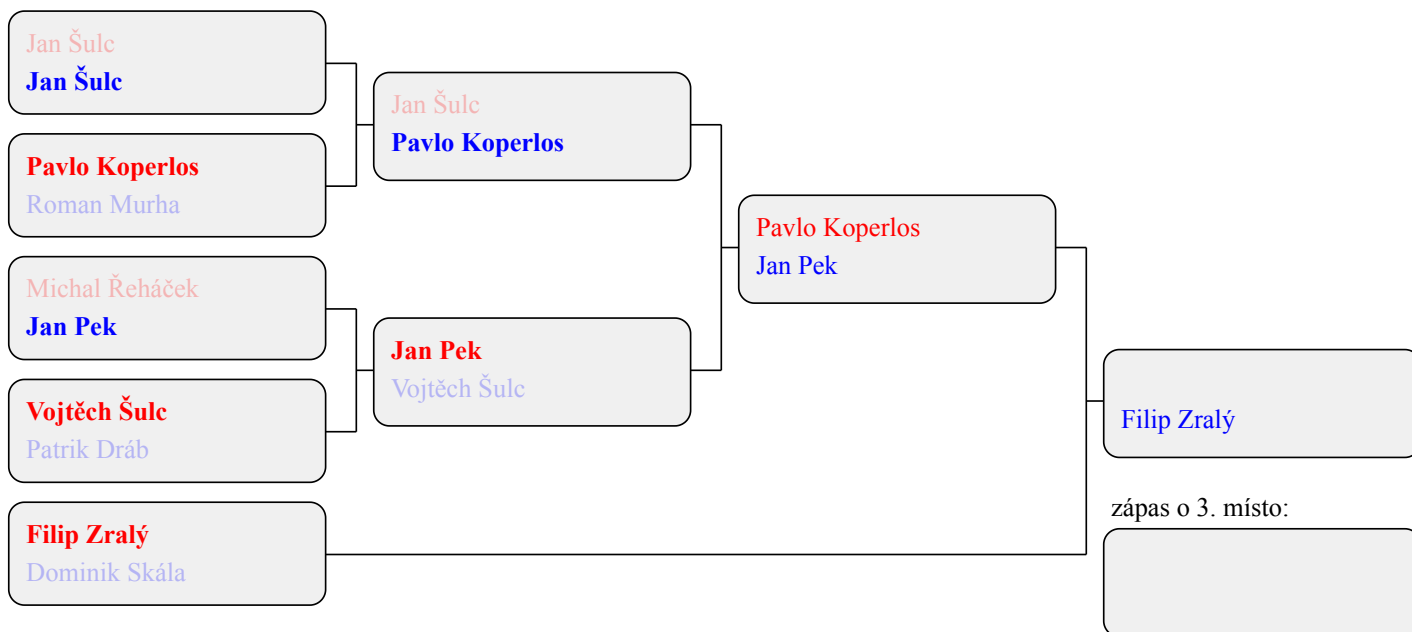 Jan Šulc
Jan Šulc
Pavlo Koperlos
Roman Murha
Michal Řeháček
Jan Pek
Vojtěch Šulc
Patrik Dráb
Filip Zralý
Dominik Skála
Jan Šulc
Pavlo Koperlos
Jan Pek
Vojtěch Šulc
Pavlo Koperlos
Jan Pek
Filip Zralý
zápas o 3. místo: